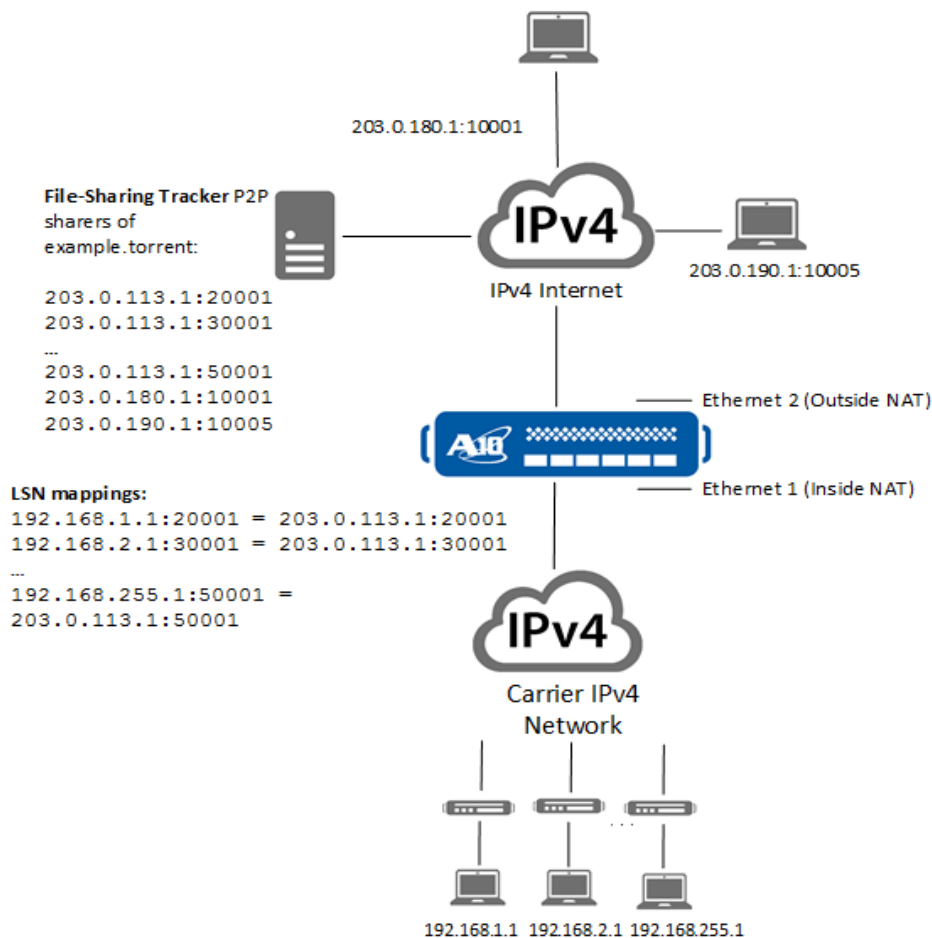 203.0.180.1:10001
File-Sharing Tracker P2P
sharers of
example.torrent:
203.0.113.1:20001
203.0.113.1:30001
...
203.0.113.1:50001
203.0.180.1:10001
203.0.190.1:10005
IPv4
IPv4 Internet
203.0.190.1:10005
Ethernet 2 (Outside NAT)
A10
Ethernet 1 (Inside NAT)
LSN mappings:
192.168.1.1:20001 = 203.0.113.1:20001
192.168.2.1:30001 = 203.0.113.1:30001
...
192.168.255.1:50001 =
203.0.113.1:50001
IPv4
Carrier IPv4
Network
. . .
192.168.1.1 192.168.2.1 192.168.255.1